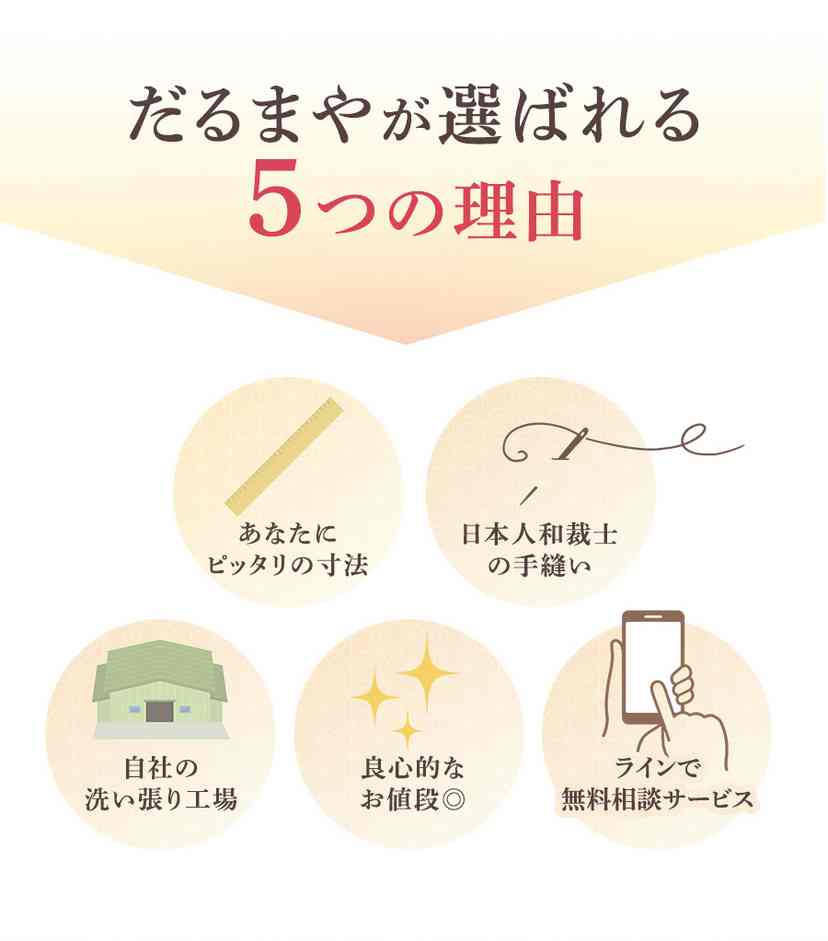 だるまやが選ばれる
5つの理由
あなたに
ピッタリの寸法
日本人和裁士
の手縫い
自社の
洗い張り工場
良心的な
お値段◎
ラインで
無料相談サービス